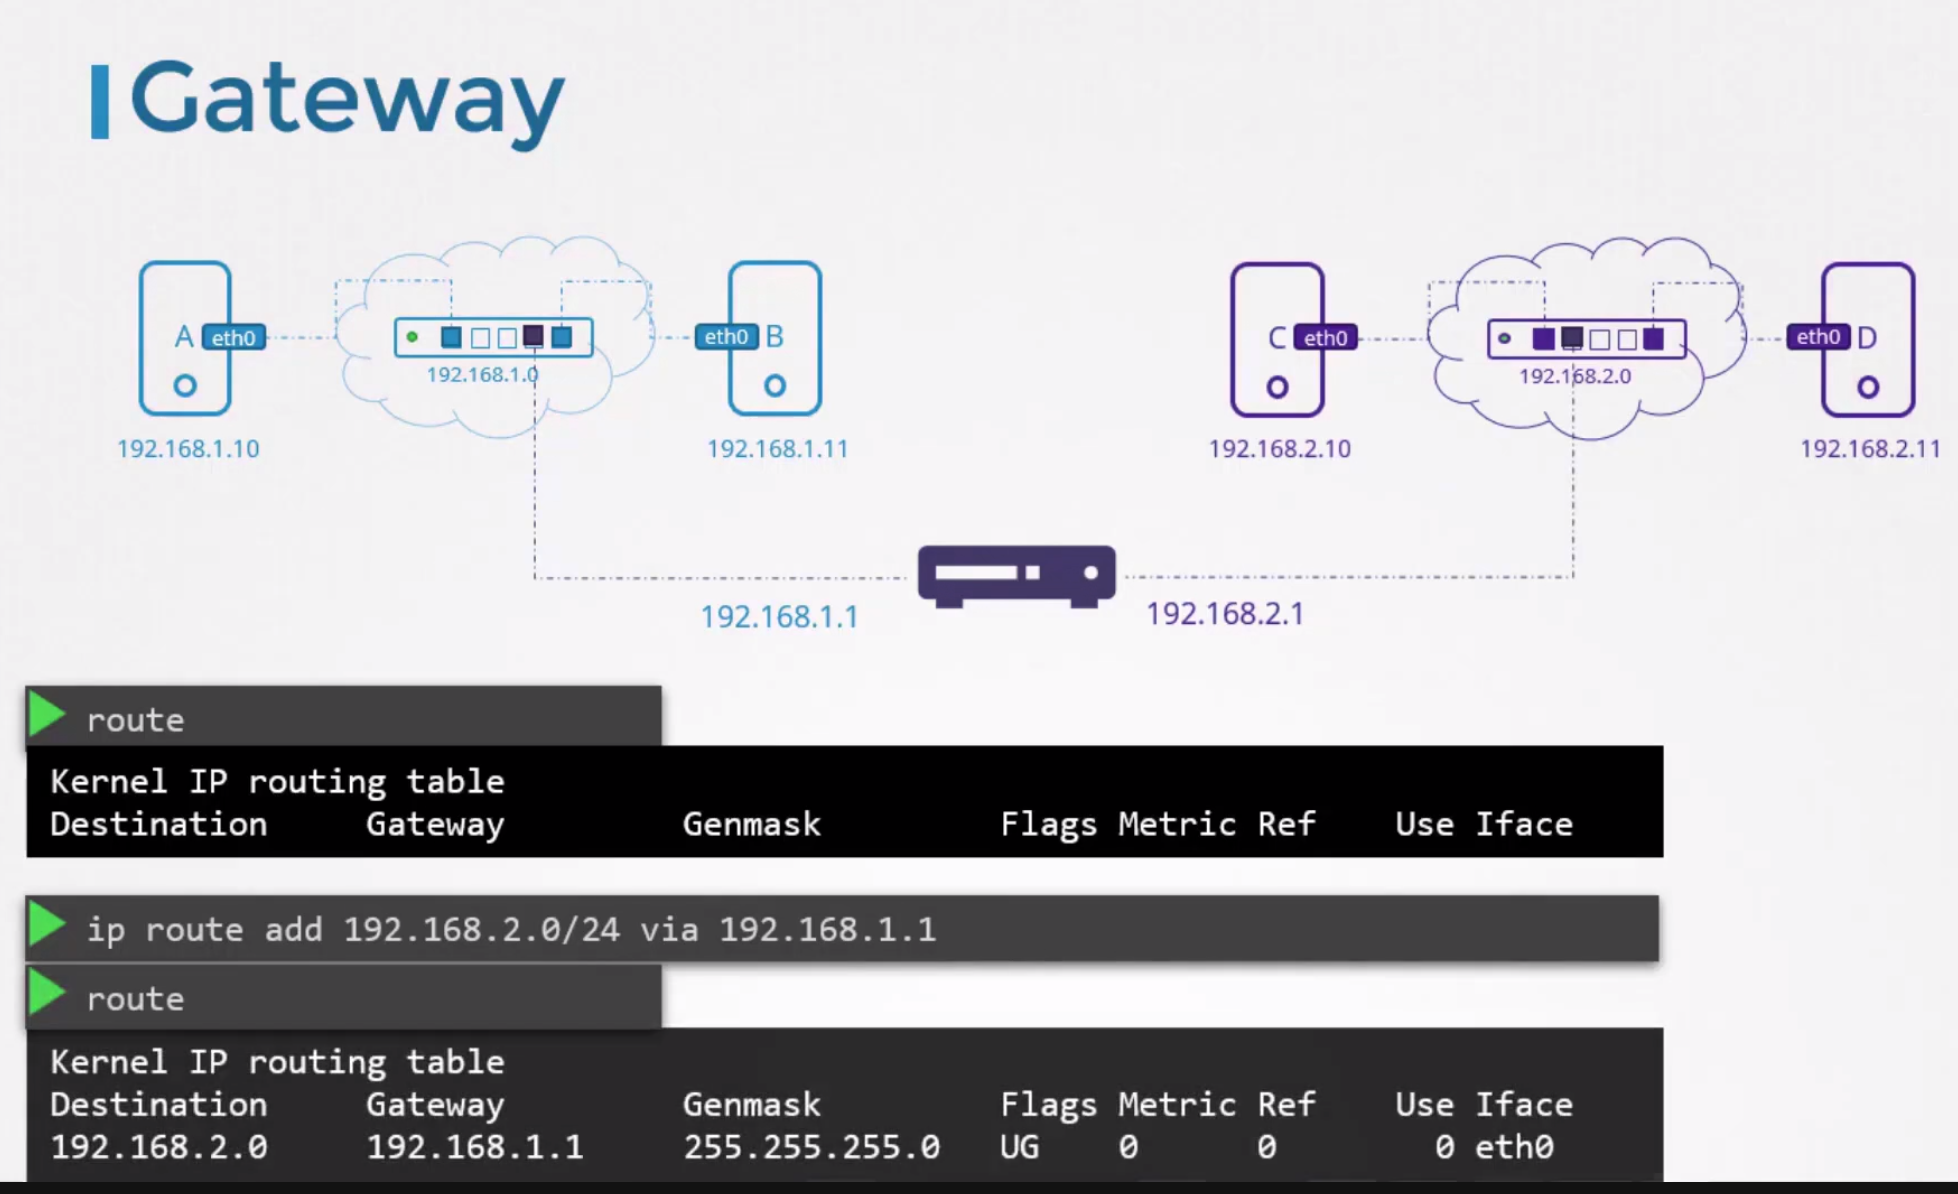 Gateway
A eth0
192.168.1.0
eth0 B
C eth0
192.168.2.0
eth0 D
192.168.1.10
192.168.1.11
192.168.2.10
192.168.2.11
192.168.1.1
192.168.2.1
route
Kernel IP routing table
Destination Gateway Genmask Flags Metric Ref Use Iface
ip route add 192.168.2.0/24 via 192.168.1.1
route
Kernel IP routing table
Destination Gateway Genmask Flags Metric Ref Use Iface
192.168.2.0 192.168.1.1 255.255.255.0 UG 0 0 0 eth0